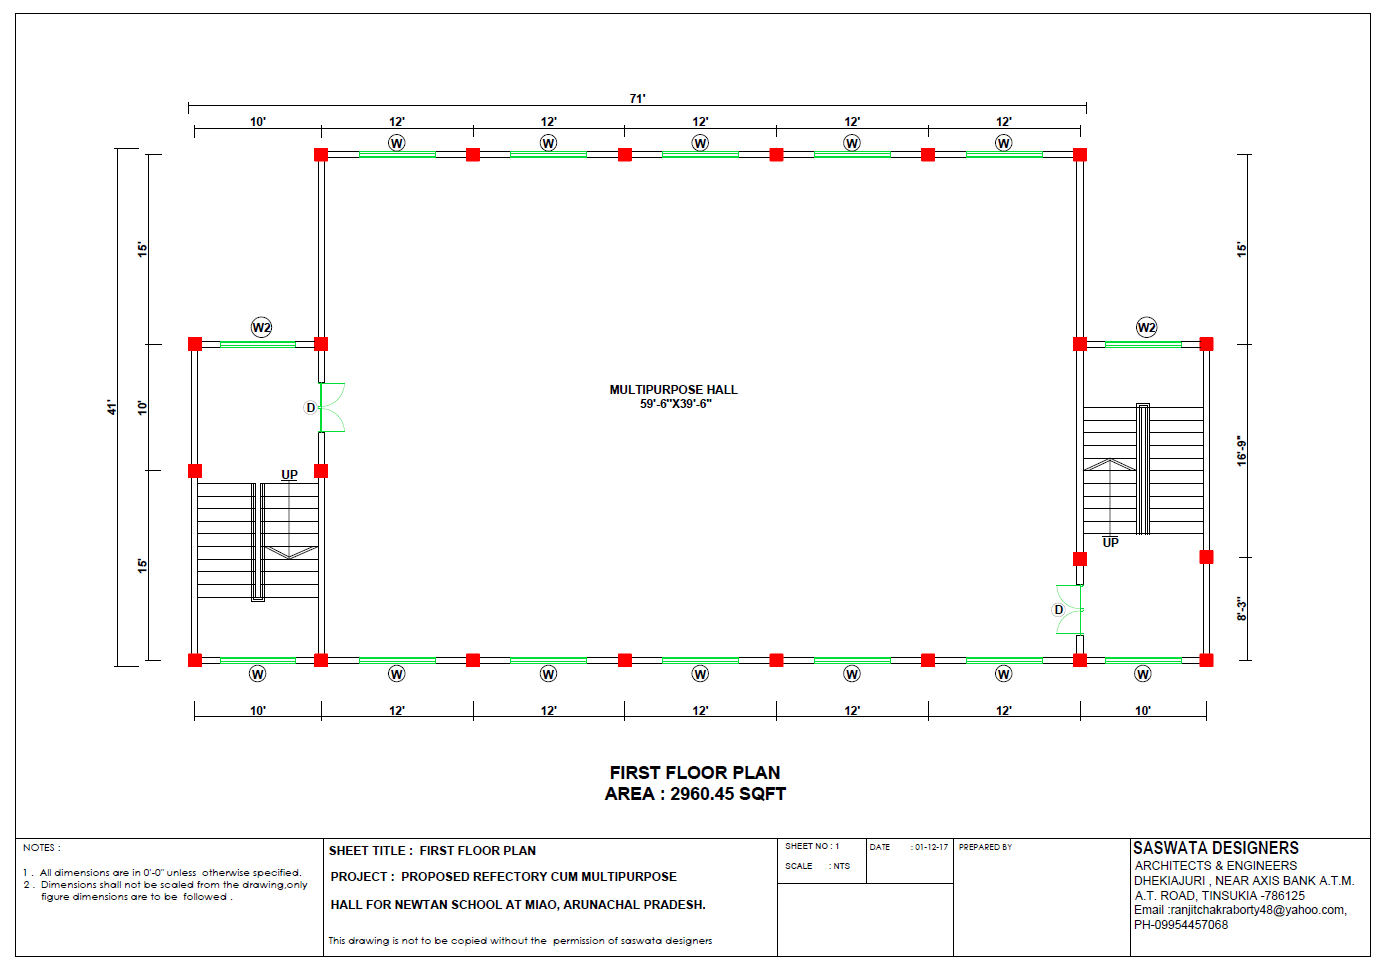 71'
10' 12' 12' 12' 12' 12'
W W W W W
15'
15'
W2
W2
MULTIPURPOSE HALL
59'-6"X39'-6"
D
41'
10'
16'-9"
UP
UP
15'
D
8'-3"
W W W W W W W
10' 12' 12' 12' 12' 12' 10'
FIRST FLOOR PLAN
AREA : 2960.45 SQFT
NOTES :
1 . All dimensions are in 0'-0" unless otherwise specified.
2 . Dimensions shall not be scaled from the drawing,only
figure dimensions are to be followed .
SHEET TITLE : FIRST FLOOR PLAN
PROJECT : PROPOSED REFECTORY CUM MULTIPURPOSE
HALL FOR NEWTAN SCHOOL AT MIAO, ARUNACHAL PRADESH.
This drawing is not to be copied without the permission of saswata designers
SHEET NO : 1
SCALE : NTS
DATE : 01-12-17
PREPARED BY
SASWATA DESIGNERS
ARCHITECTS & ENGINEERS
DHEKIAJURI , NEAR AXIS BANK A.T.M.
A.T. ROAD, TINSUKIA -786125
Email :ranjitchakraborty48@yahoo.com,
PH-09954457068